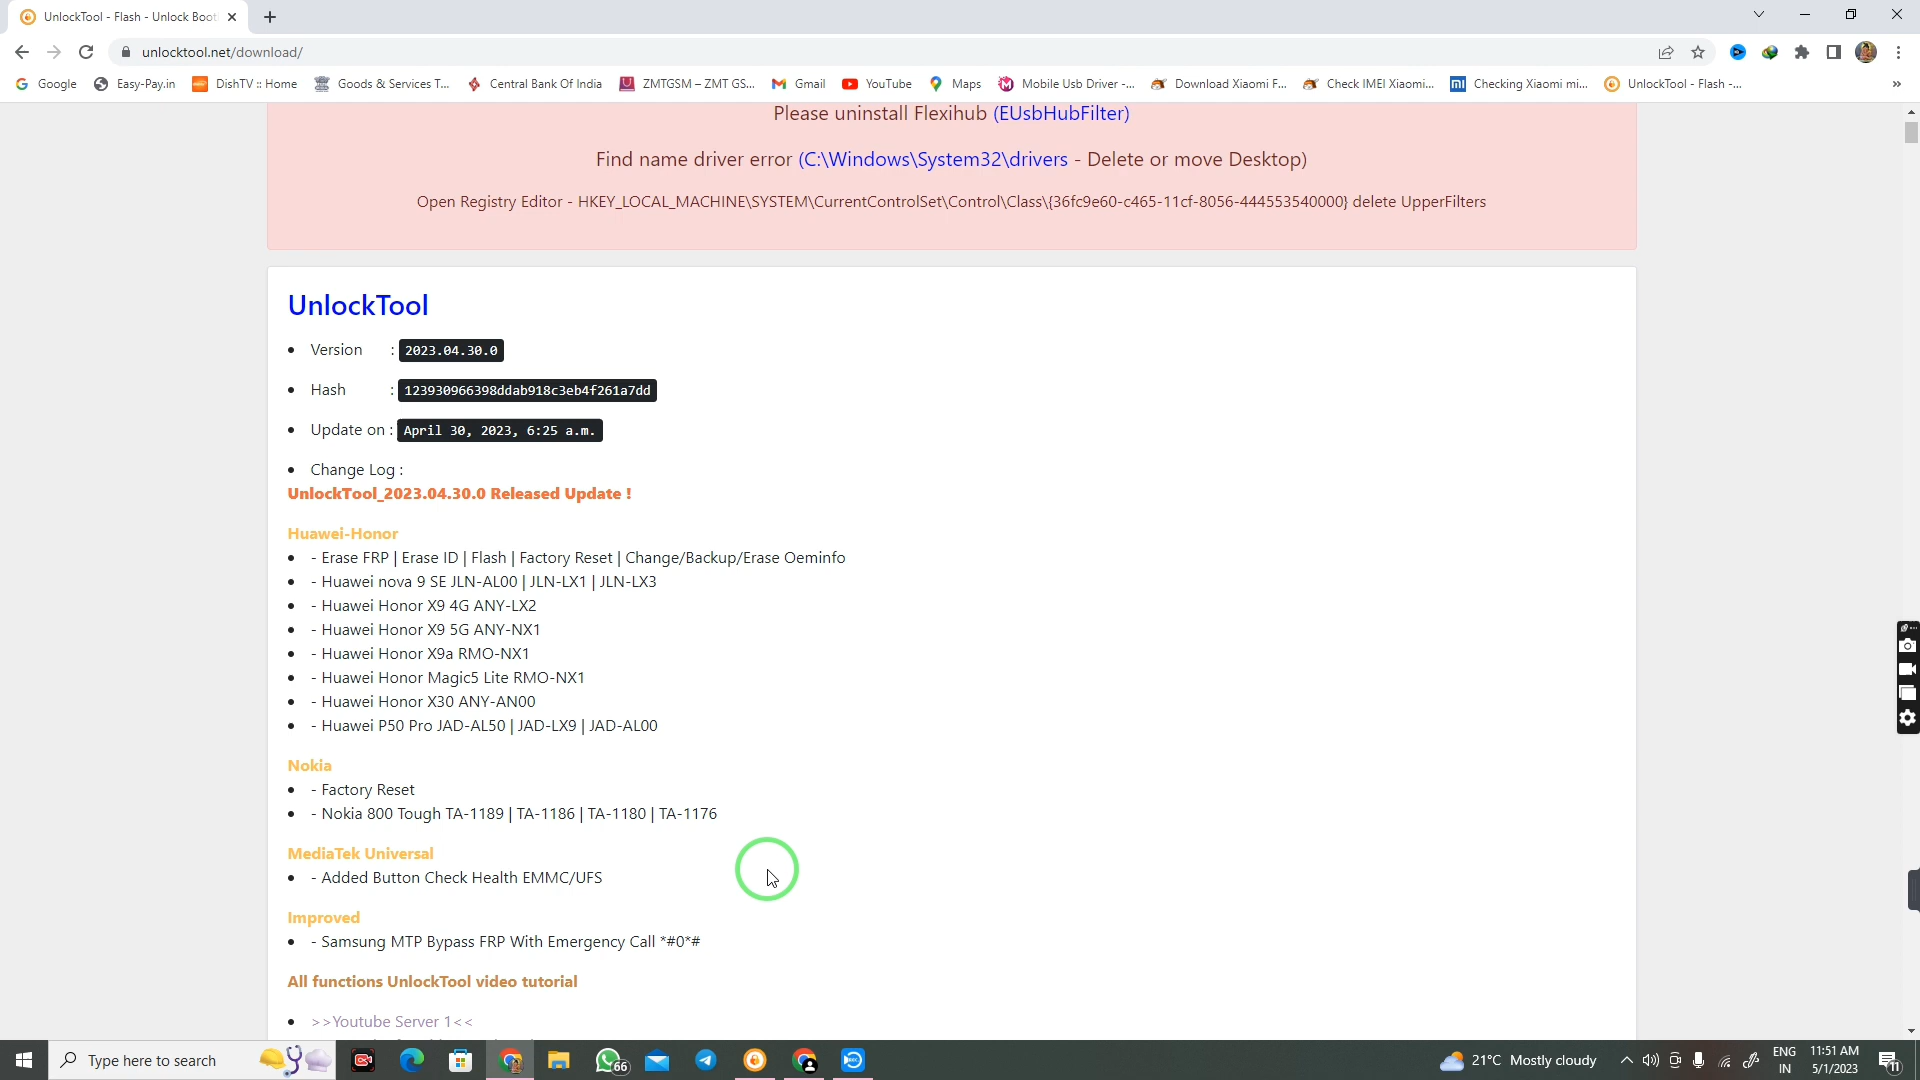 UnlockTool - Flash - Unlock Boot
unlocktool.net/download/
Google
Easy-Pay.in
DishTV :: Home
Goods & Services T...
Central Bank Of India
ZMTGSM – ZMT GS...
Gmail
YouTube
Maps
Mobile Usb Driver -...
Download Xiaomi F...
Check IMEI Xiaomi...
Checking Xiaomi mi...
UnlockTool - Flash -...
»
Please uninstall Flexihub (EUsbHubFilter)
Find name driver error (C:\Windows\System32\drivers - Delete or move Desktop)
Open Registry Editor - HKEY_LOCAL_MACHINE\SYSTEM\CurrentControlSet\Control\Class\{36fc9e60-c465-11cf-8056-444553540000} delete UpperFilters
UnlockTool
• Version : 2023.04.30.0
• Hash : 123930966398ddab918c3eb4f261a7dd
• Update on : April 30, 2023, 6:25 a.m.
• Change Log :
UnlockTool_2023.04.30.0 Released Update !
Huawei-Honor
• - Erase FRP | Erase ID | Flash | Factory Reset | Change/Backup/Erase Oeminfo
• - Huawei nova 9 SE JLN-AL00 | JLN-LX1 | JLN-LX3
• - Huawei Honor X9 4G ANY-LX2
• - Huawei Honor X9 5G ANY-NX1
• - Huawei Honor X9a RMO-NX1
• - Huawei Honor Magic5 Lite RMO-NX1
• - Huawei Honor X30 ANY-AN00
• - Huawei P50 Pro JAD-AL50 | JAD-LX9 | JAD-AL00
Nokia
• - Factory Reset
• - Nokia 800 Tough TA-1189 | TA-1186 | TA-1180 | TA-1176
MediaTek Universal
• - Added Button Check Health EMMC/UFS
Improved
• - Samsung MTP Bypass FRP With Emergency Call *#0*#
All functions UnlockTool video tutorial
• >>Youtube Server 1<<
Type here to search
66
21°C Mostly cloudy
ENG
IN
11:51 AM
5/1/2023
11